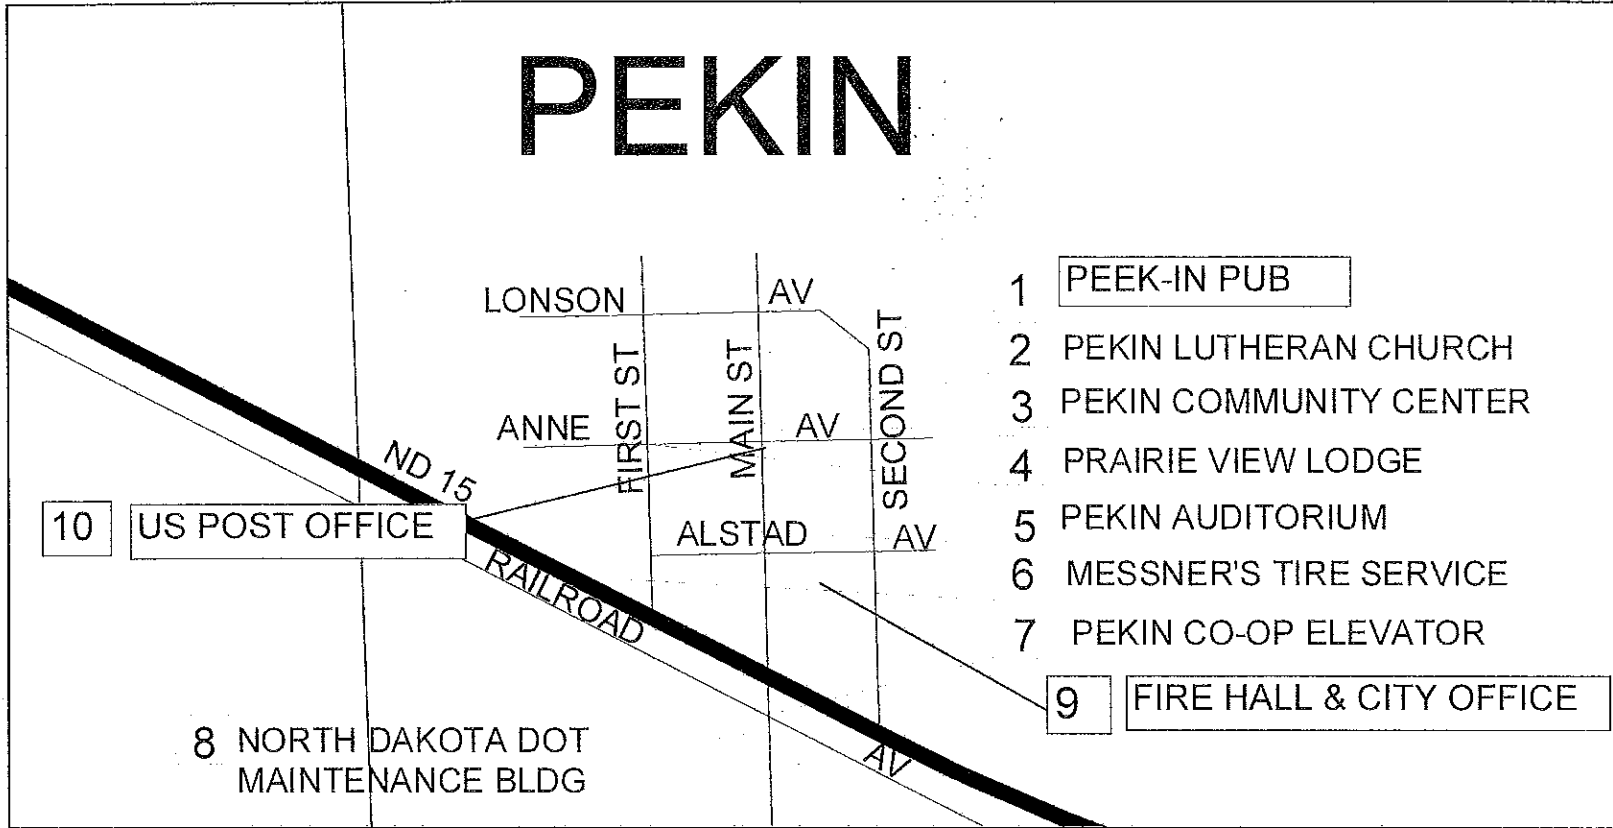 PEKIN
LONSON AV
FIRST ST
MAIN ST
SECOND ST
ANNE AV
ND 15
ALSTAD AV
RAILROAD AV
10 US POST OFFICE
1 PEEK-IN PUB
2 PEKIN LUTHERAN CHURCH
3 PEKIN COMMUNITY CENTER
4 PRAIRIE VIEW LODGE
5 PEKIN AUDITORIUM
6 MESSNER'S TIRE SERVICE
7 PEKIN CO-OP ELEVATOR
9 FIRE HALL & CITY OFFICE
8 NORTH DAKOTA DOT
MAINTENANCE BLDG